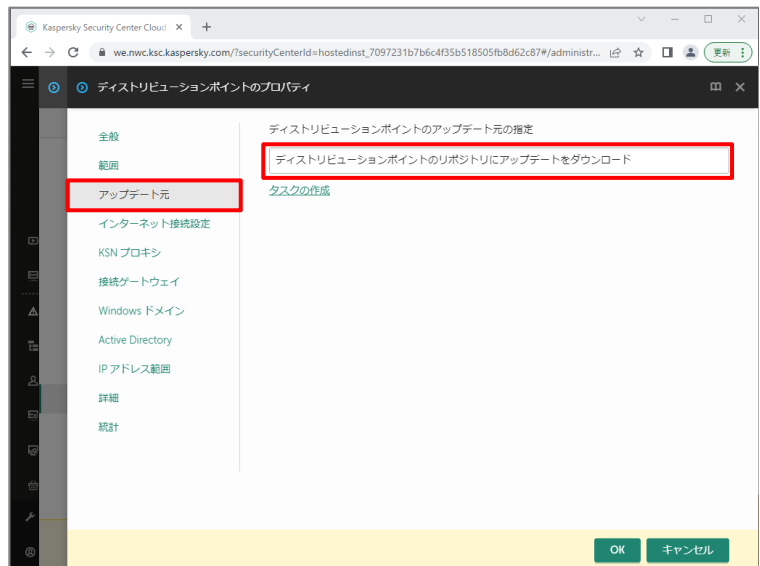 Kaspersky Security Center Cloud
we.nwc.ksc.kaspersky.com/?securityCenterId=hostedinst_7097231b7b6c4f35b518505fb8d62c87#/administr...
更新
ディストリビューションポイントのプロパティ
全般
範囲
アップデート元
インターネット接続設定
KSN プロキシ
接続ゲートウェイ
Windows ドメイン
Active Directory
IP アドレス範囲
詳細
統計
ディストリビューションポイントのアップデート元の指定
ディストリビューションポイントのリポジトリにアップデートをダウンロード
タスクの作成
OK
キャンセル